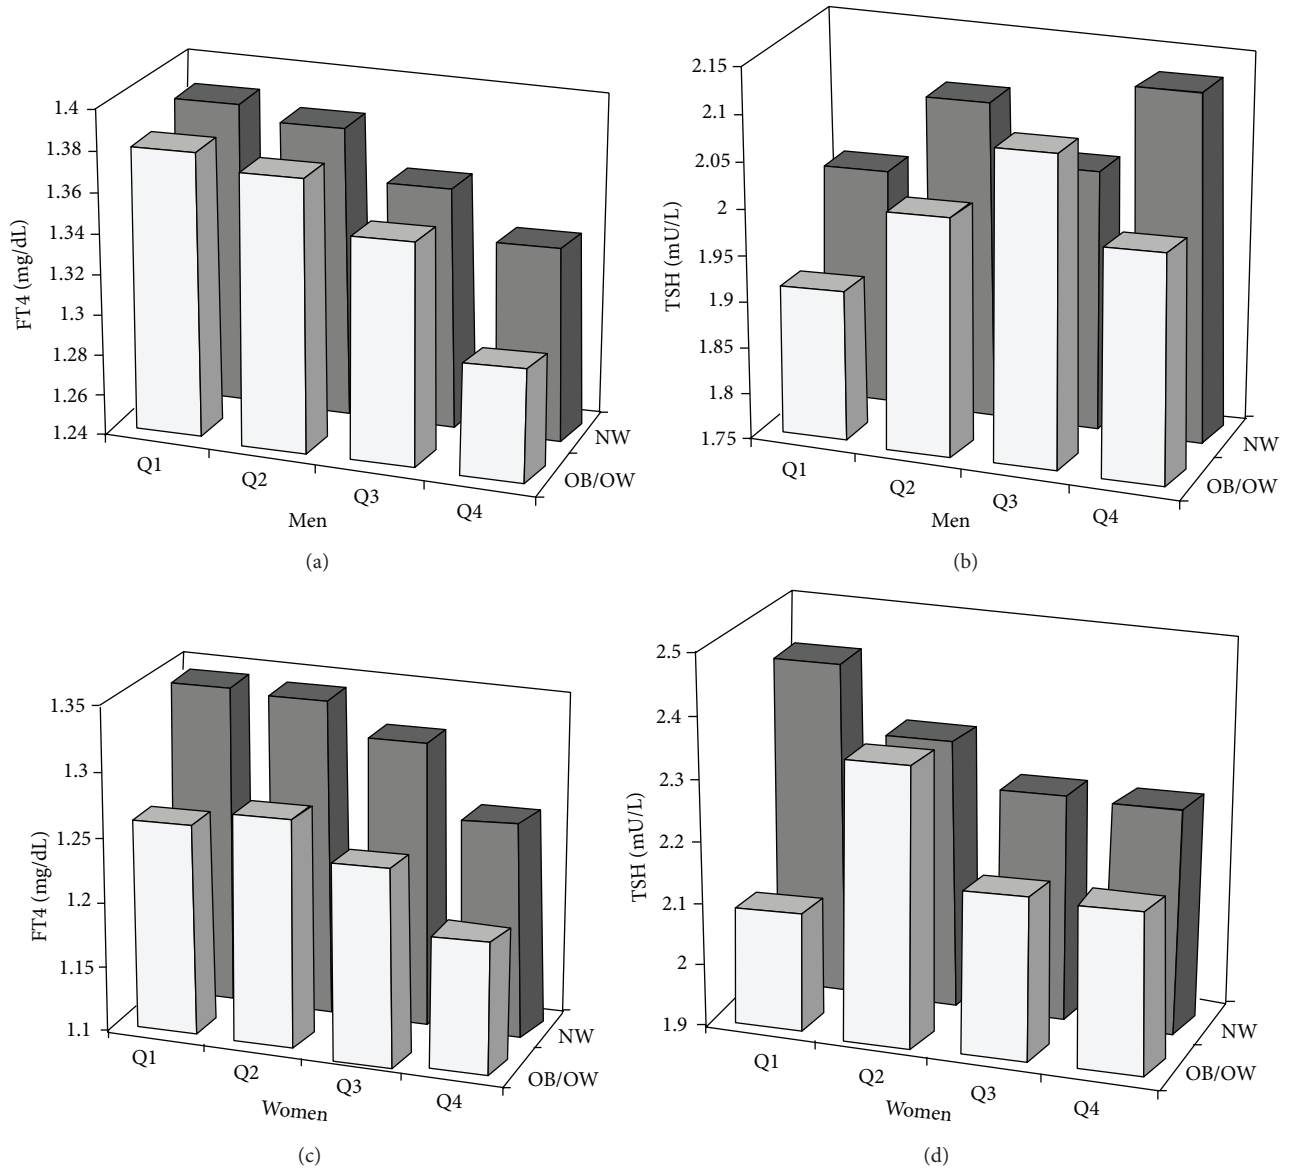 1.4
1.38
1.36
1.34
1.32
1.3
1.28
1.26
1.24
FT4 (mg/dL)
Q1
Q2
Q3
Q4
NW
OB/OW
Men
(a)
2.15
2.1
2.05
2
1.95
1.9
1.85
1.8
1.75
TSH (mU/L)
Q1
Q2
Q3
Q4
NW
OB/OW
Men
(b)
1.35
1.3
1.25
1.2
1.15
1.1
FT4 (mg/dL)
Q1
Q2
Q3
Q4
NW
OB/OW
Women
(c)
2.5
2.4
2.3
2.2
2.1
2
1.9
TSH (mU/L)
Q1
Q2
Q3
Q4
NW
OB/OW
Women
(d)